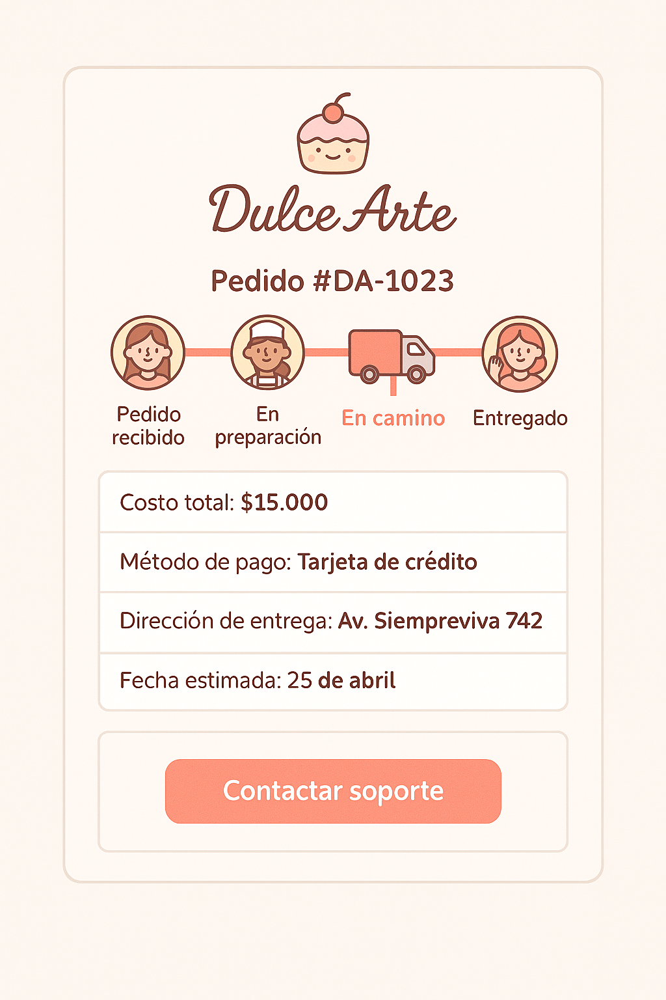 Dulce Arte
Pedido #DA-1023
Pedido
recibido
En
preparación
En camino
Entregado
Costo total: $15.000
Método de pago: Tarjeta de crédito
Dirección de entrega: Av. Siempreviva 742
Fecha estimada: 25 de abril
Contactar soporte